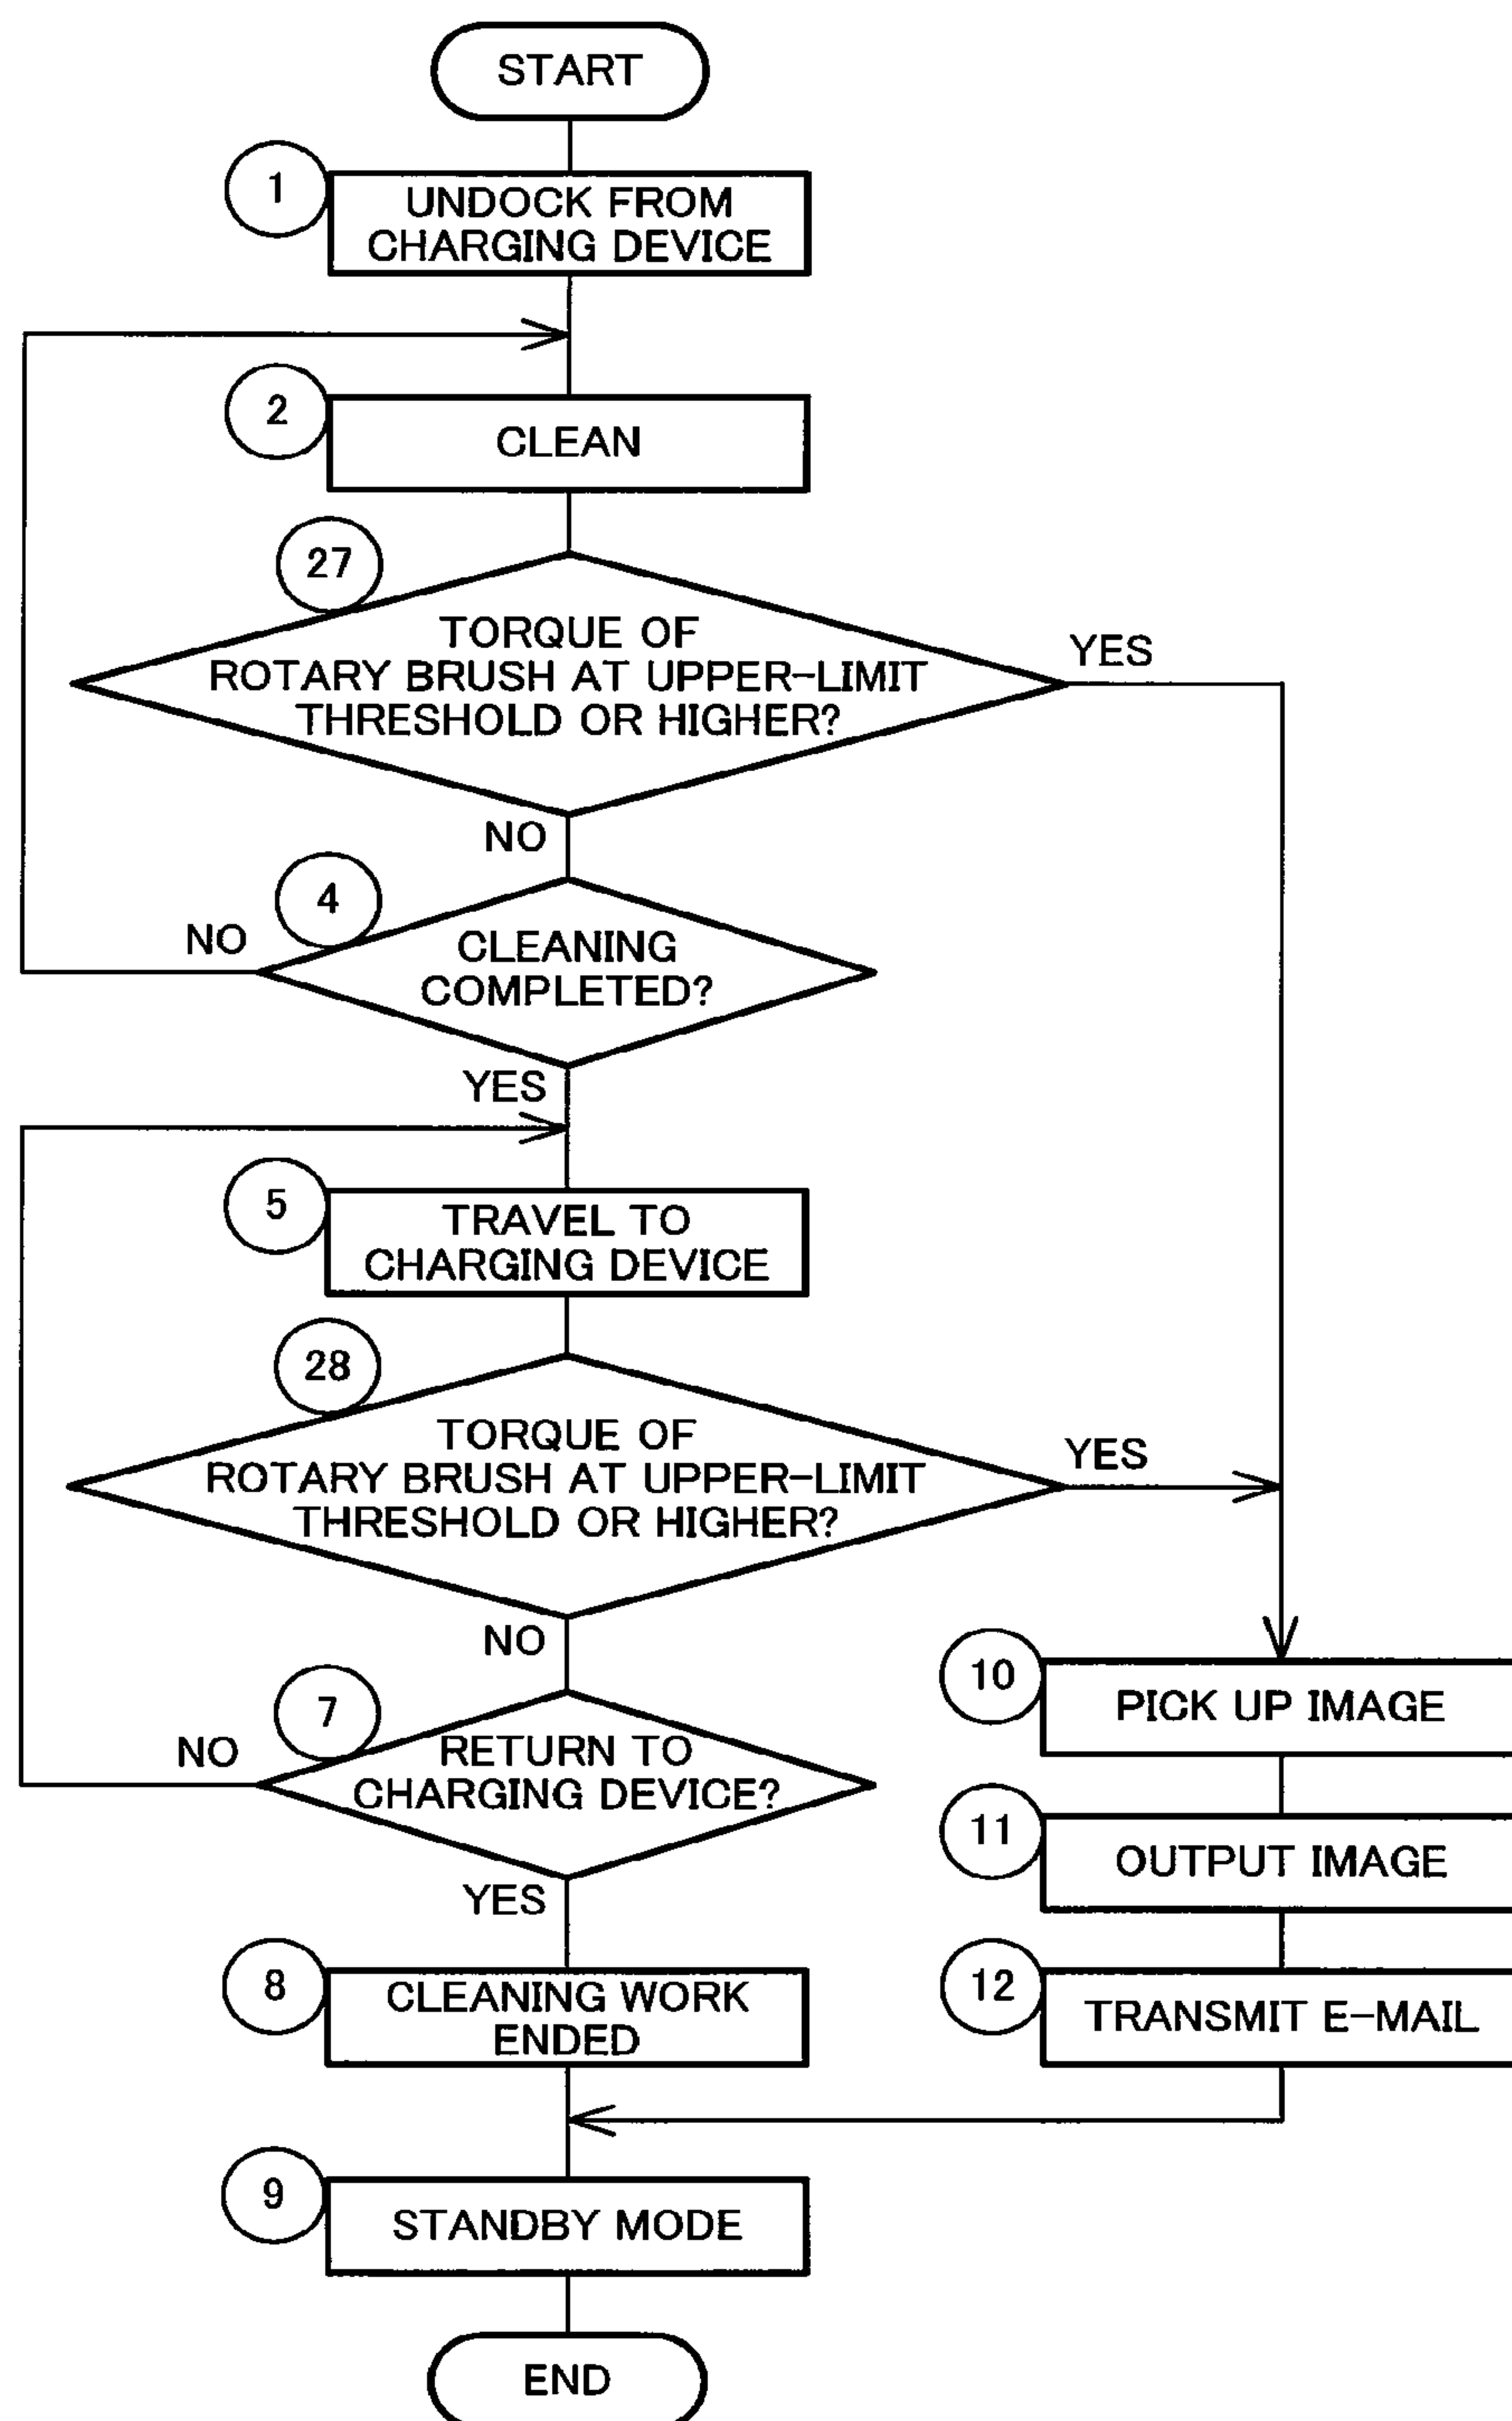 START
1
UNDOCK FROM
CHARGING DEVICE
2
CLEAN
27
TORQUE OF
ROTARY BRUSH AT UPPER-LIMIT
THRESHOLD OR HIGHER?
YES
NO
4
CLEANING
COMPLETED?
NO
YES
5
TRAVEL TO
CHARGING DEVICE
28
TORQUE OF
ROTARY BRUSH AT UPPER-LIMIT
THRESHOLD OR HIGHER?
YES
NO
7
RETURN TO
CHARGING DEVICE?
NO
YES
10
PICK UP IMAGE
11
OUTPUT IMAGE
12
TRANSMIT E-MAIL
8
CLEANING WORK
ENDED
9
STANDBY MODE
END